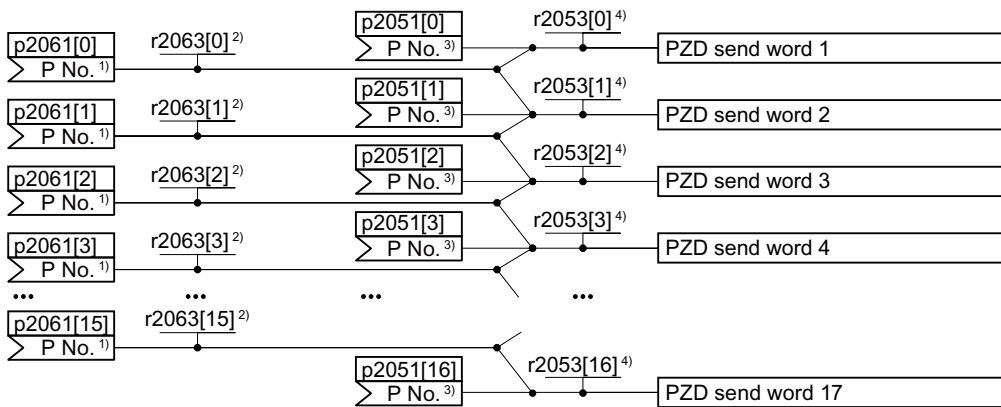 p2051[0] r2053[0] 4)
p2061[0] r2063[0] 2) P No. 3) PZD send word 1
P No. 1)
p2051[1] r2053[1] 4)
p2061[1] r2063[1] 2) P No. 3) PZD send word 2
P No. 1)
p2051[2] r2053[2] 4)
p2061[2] r2063[2] 2) P No. 3) PZD send word 3
P No. 1)
p2051[3] r2053[3] 4)
p2061[3] r2063[3] 2) P No. 3) PZD send word 4
P No. 1)
... ... ... ...
p2061[15] r2063[15] 2)
P No. 1)
p2051[16] r2053[16] 4)
P No. 3) PZD send word 17